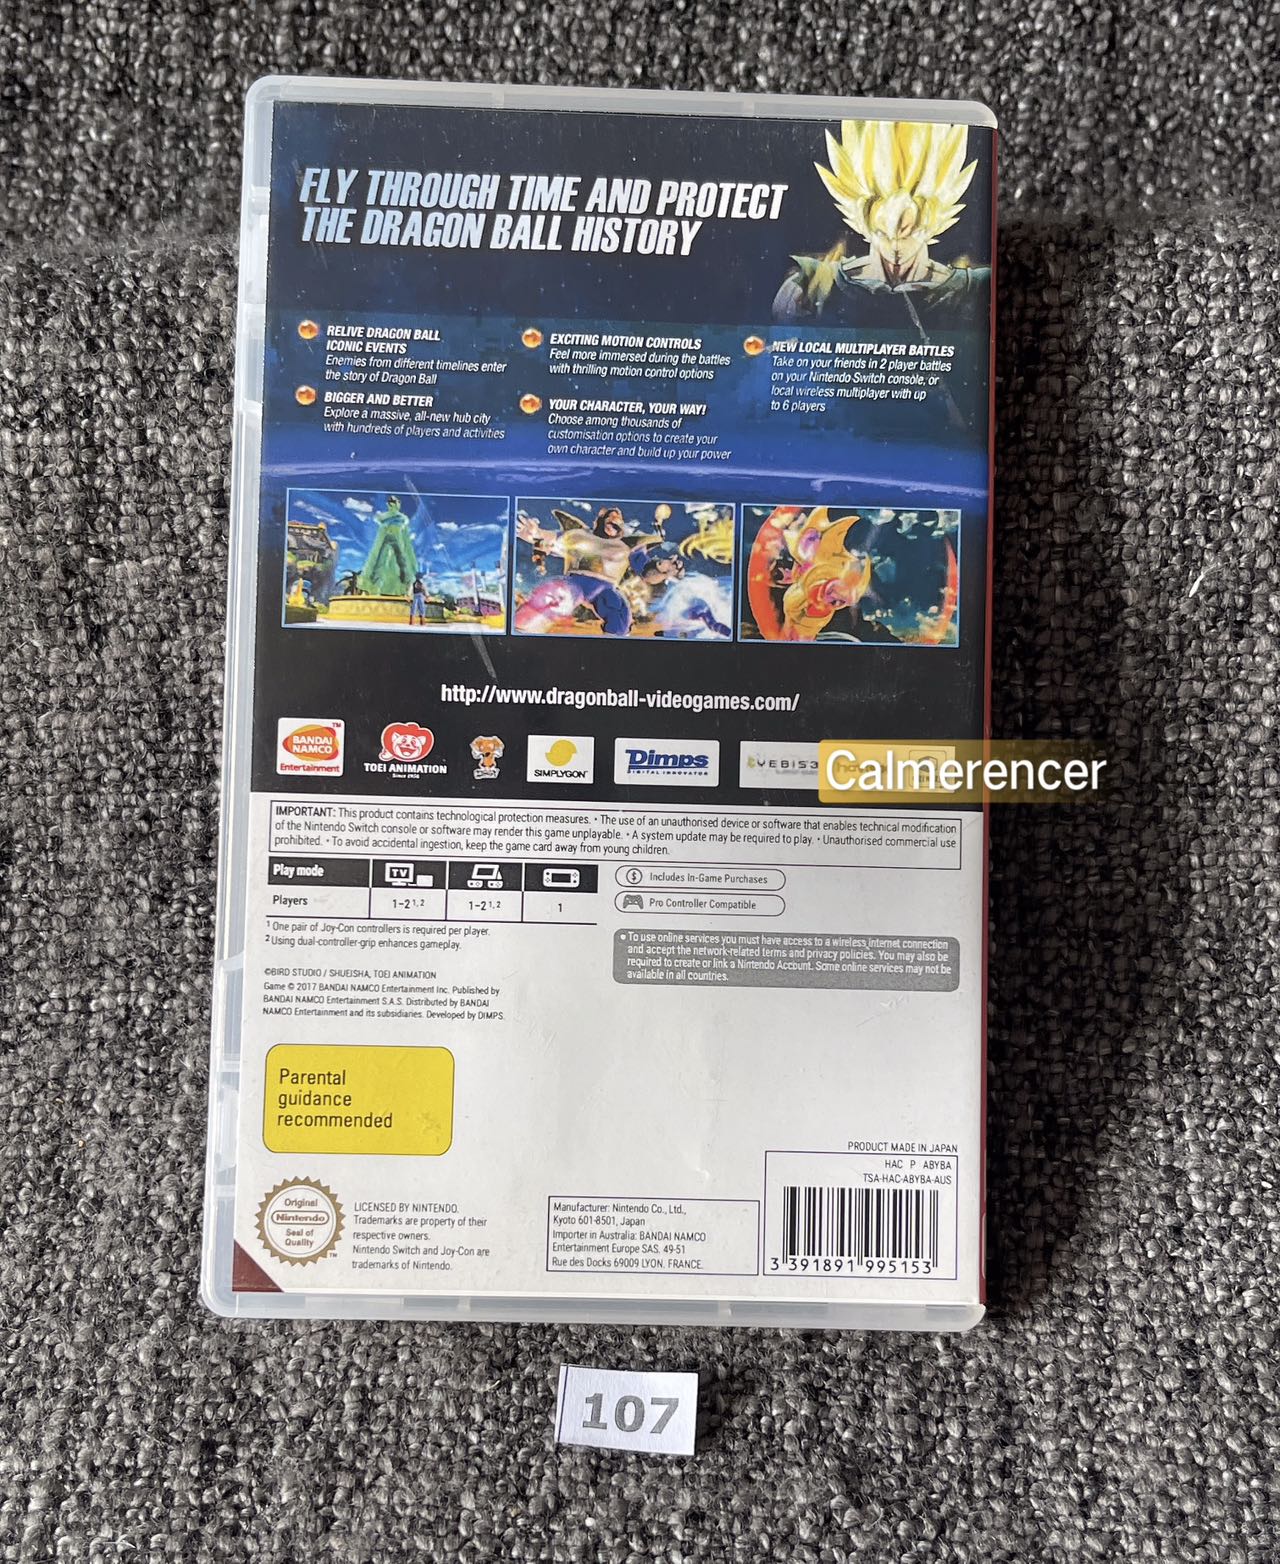 FLY THROUGH TIME AND PROTECT
THE DRAGON BALL HISTORY
RELIVE DRAGON BALL
ICONIC EVENTS
Enemies from different timelines enter
the story of Dragon Ball
BIGGER AND BETTER
Explore a massive, all-new hub city
with hundreds of players and activities
EXCITING MOTION CONTROLS
Feel more immersed during the battles
with thrilling motion control options
YOUR CHARACTER, YOUR WAY!
Choose among thousands of
customisation options to create your
own character and build up your power
NEW LOCAL MULTIPLAYER BATTLES
Take on your friends in 2 player battles
on your Nintendo Switch console, or
local wireless multiplayer with up
to 6 players
http://www.dragonball-videogames.com/
BANDAI
NAMCO
Entertainment
TM
TOEI ANIMATION
Since 1956
SIMPLYGON
Dimps
DIGITAL INNOVATOR
YEBIS3
Calmerencer
IMPORTANT: This product contains technological protection measures. • The use of an unauthorised device or software that enables technical modification
of the Nintendo Switch console or software may render this game unplayable. • A system update may be required to play. • Unauthorised commercial use
prohibited. • To avoid accidental ingestion, keep the game card away from young children.
Play mode
TV
Players
1-2 1, 2
1-2 1, 2
1
Includes In-Game Purchases
Pro Controller Compatible
1 One pair of Joy-Con controllers is required per player.
2 Using dual-controller-grip enhances gameplay.
• To use online services you must have access to a wireless internet connection
and accept the network-related terms and privacy policies. You may also be
required to create or link a Nintendo Account. Some online services may not be
available in all countries.
©BIRD STUDIO / SHUEISHA, TOEI ANIMATION
Game © 2017 BANDAI NAMCO Entertainment Inc. Published by
BANDAI NAMCO Entertainment S.A.S. Distributed by BANDAI
NAMCO Entertainment and its subsidiaries. Developed by DIMPS.
Parental
guidance
recommended
PRODUCT MADE IN JAPAN
HAC P ABYBA
TSA-HAC-ABYBA-AUS
3 391891 995153
Original
Nintendo
Seal of
Quality
TM
LICENSED BY NINTENDO.
Trademarks are property of their
respective owners.
Nintendo Switch and Joy-Con are
trademarks of Nintendo.
Manufacturer: Nintendo Co., Ltd.,
Kyoto 601-8501, Japan
Importer in Australia: BANDAI NAMCO
Entertainment Europe SAS. 49-51
Rue des Docks 69009 LYON. FRANCE.
107